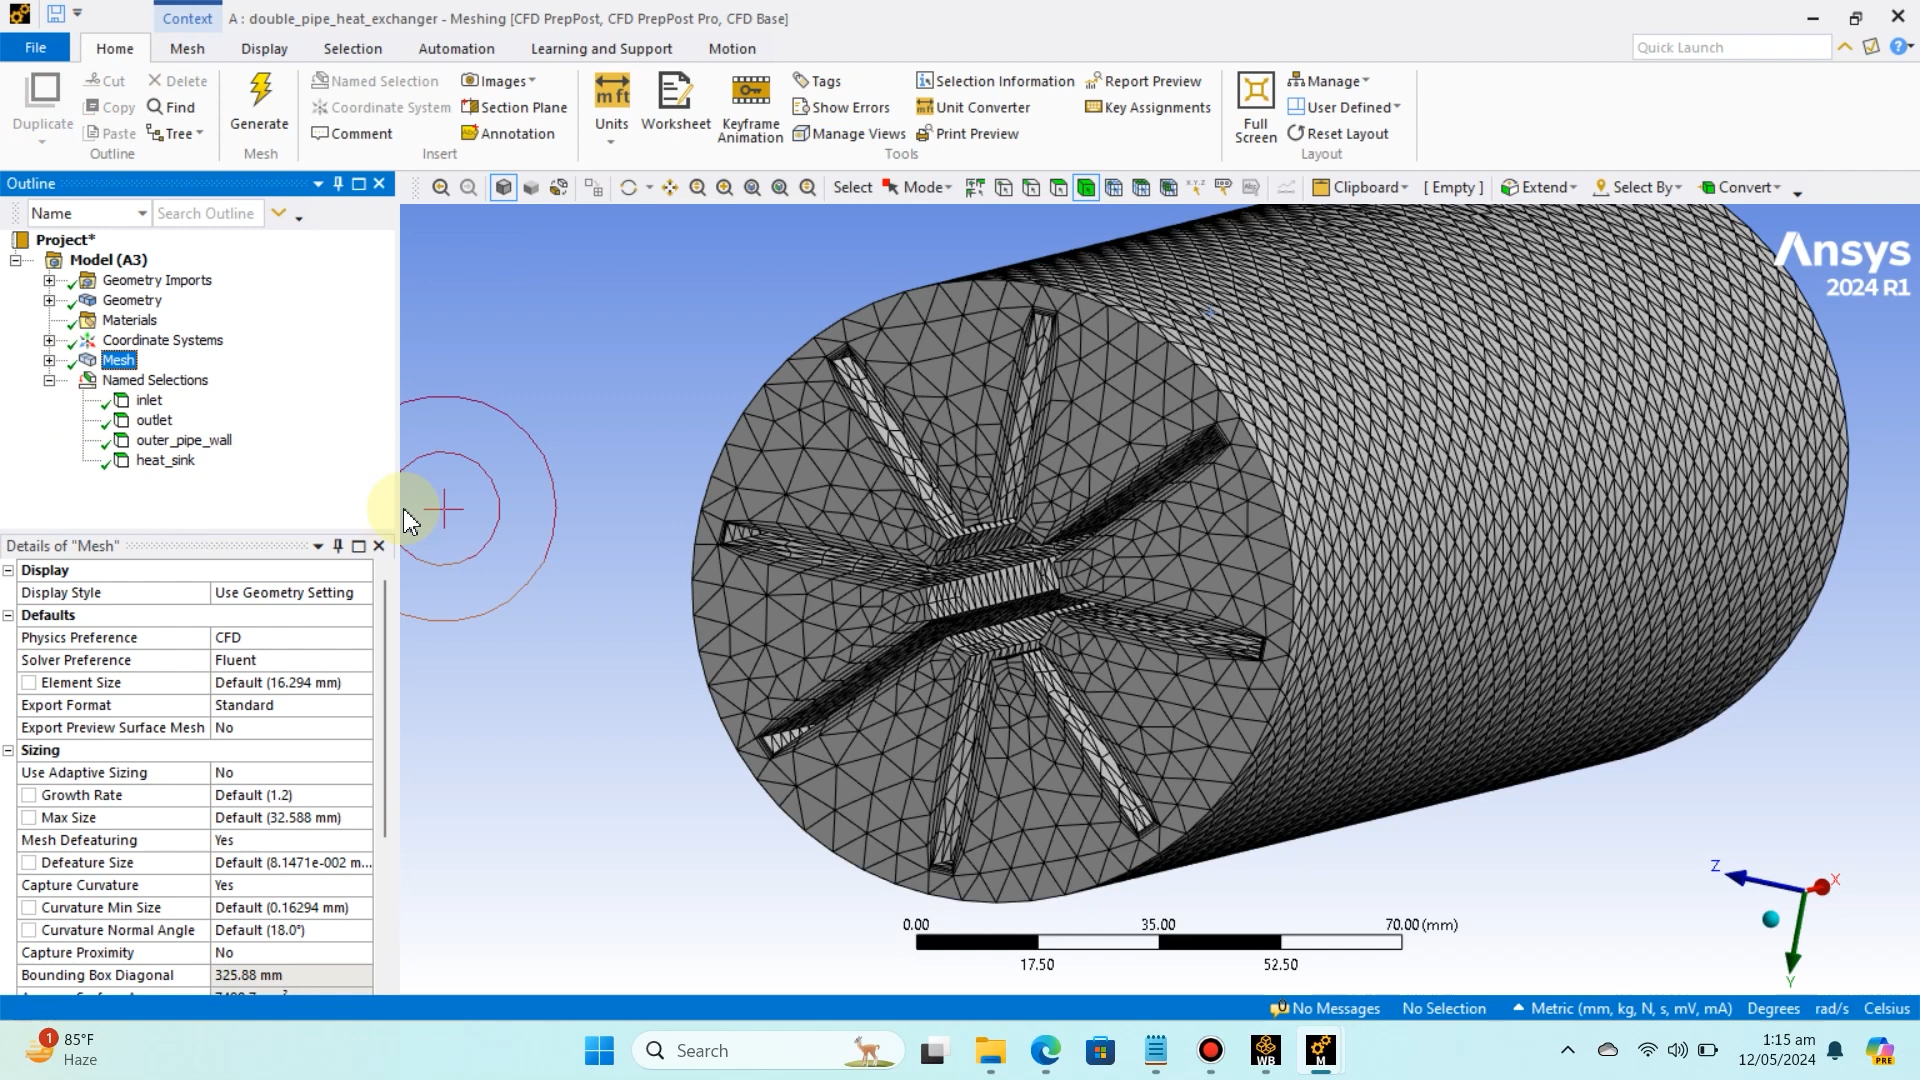 Context
A : double_pipe_heat_exchanger - Meshing [CFD PrepPost, CFD PrepPost Pro, CFD Base]
File
Home
Mesh
Display
Selection
Automation
Learning and Support
Motion
Quick Launch
Duplicate
Cut
Copy
Paste
Delete
Find
Tree
Outline
Generate
Mesh
Named Selection
Coordinate System
Comment
Images
Section Plane
Annotation
Insert
Units
Worksheet
Keyframe
Animation
Tags
Show Errors
Manage Views
Selection Information
Unit Converter
Print Preview
Report Preview
Key Assignments
Tools
Full
Screen
Manage
User Defined
Reset Layout
Layout
Outline
Select
Mode
Clipboard
[ Empty ]
Extend
Select By
Convert
Name
Search Outline
Project*
Model (A3)
Geometry Imports
Geometry
Materials
Coordinate Systems
Mesh
Named Selections
inlet
outlet
outer_pipe_wall
heat_sink
Ansys
2024 R1
Details of "Mesh"
Display
Display Style Use Geometry Setting
Defaults
Physics Preference CFD
Solver Preference Fluent
Element Size Default (16.294 mm)
Export Format Standard
Export Preview Surface Mesh No
Sizing
Use Adaptive Sizing No
Growth Rate Default (1.2)
Max Size Default (32.588 mm)
Mesh Defeaturing Yes
Defeature Size Default (8.1471e-002 m...
Capture Curvature Yes
Curvature Min Size Default (0.16294 mm)
Curvature Normal Angle Default (18.0°)
Capture Proximity No
Bounding Box Diagonal 325.88 mm
0.00 35.00 70.00 (mm)
17.50 52.50
Z
X
Y
No Messages
No Selection
Metric (mm, kg, N, s, mV, mA)
Degrees
rad/s
Celsius
1
85°F
Haze
Search
WB
M
1:15 am
12/05/2024
PRE